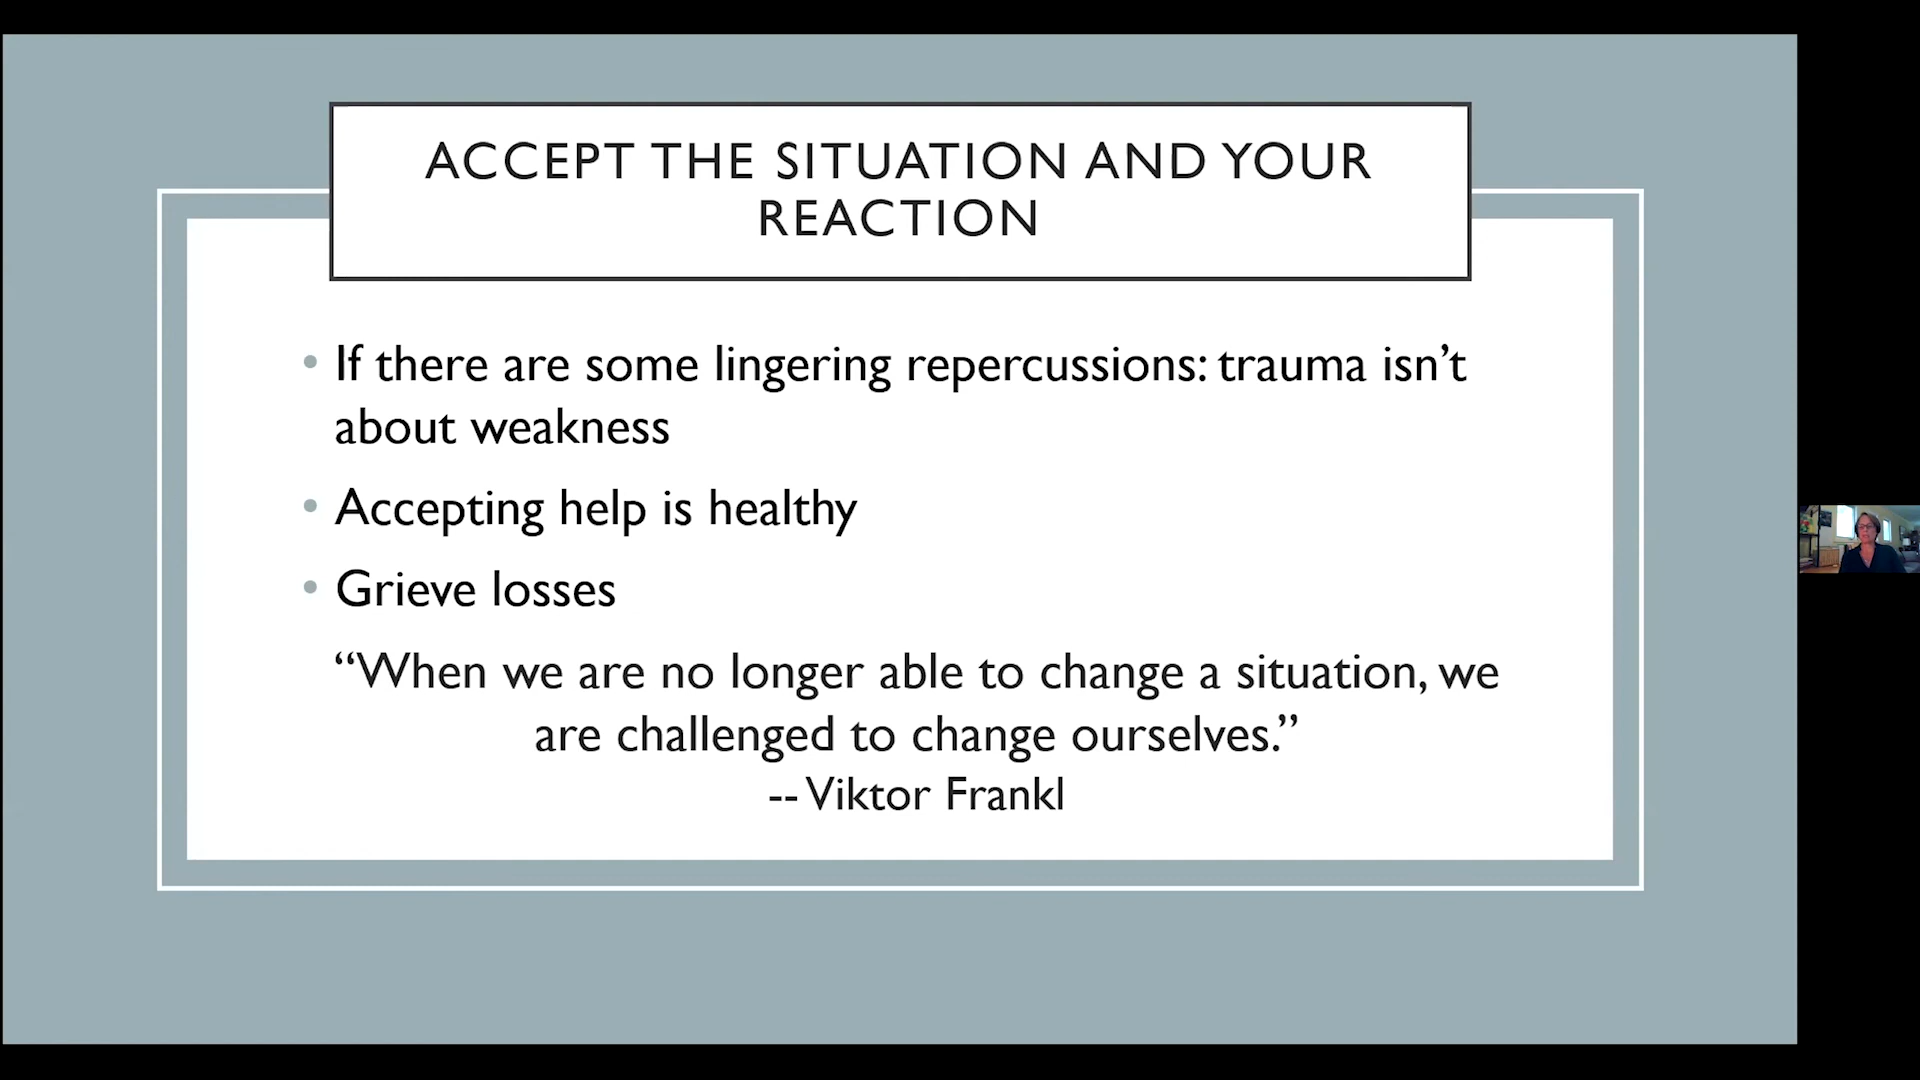 ACCEPT THE SITUATION AND YOUR
REACTION
• If there are some lingering repercussions: trauma isn’t
about weakness
• Accepting help is healthy
• Grieve losses
“When we are no longer able to change a situation, we
are challenged to change ourselves.”
-- Viktor Frankl